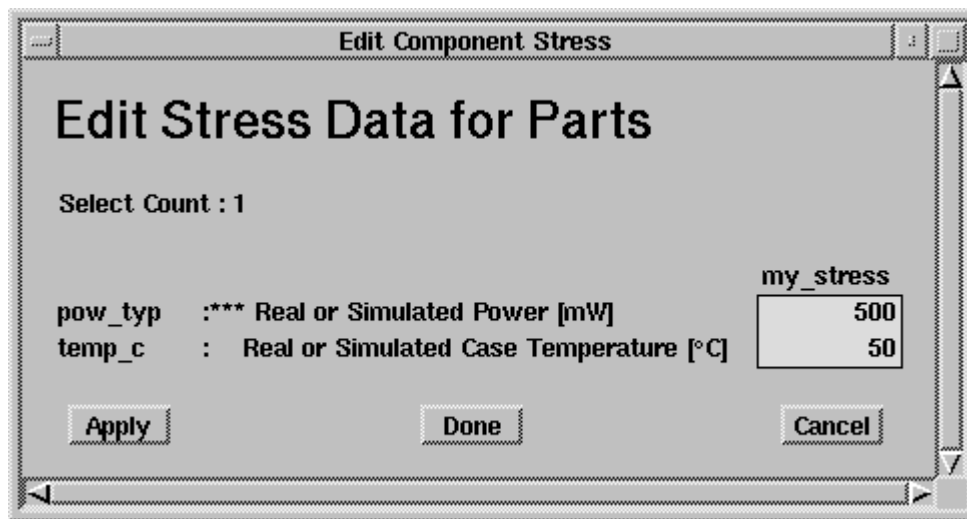 Edit Component Stress
Edit Stress Data for Parts
Select Count : 1
my_stress
pow_typ :*** Real or Simulated Power [mW] 500
temp_c : Real or Simulated Case Temperature [°C] 50
Apply Done Cancel